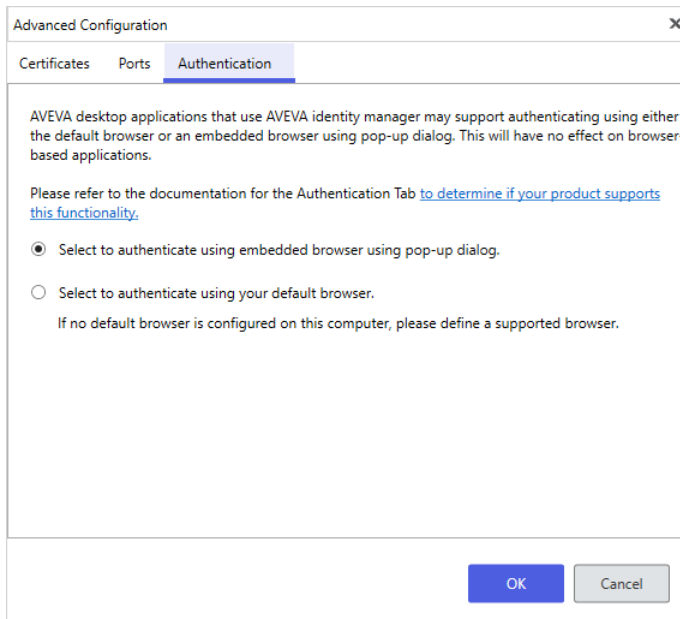 Advanced Configuration
Certificates Ports Authentication
AVEVA desktop applications that use AVEVA identity manager may support authenticating using either
the default browser or an embedded browser using pop-up dialog. This will have no effect on browser-
based applications.
Please refer to the documentation for the Authentication Tab to determine if your product supports
this functionality.
Select to authenticate using embedded browser using pop-up dialog.
Select to authenticate using your default browser.
If no default browser is configured on this computer, please define a supported browser.
OK Cancel